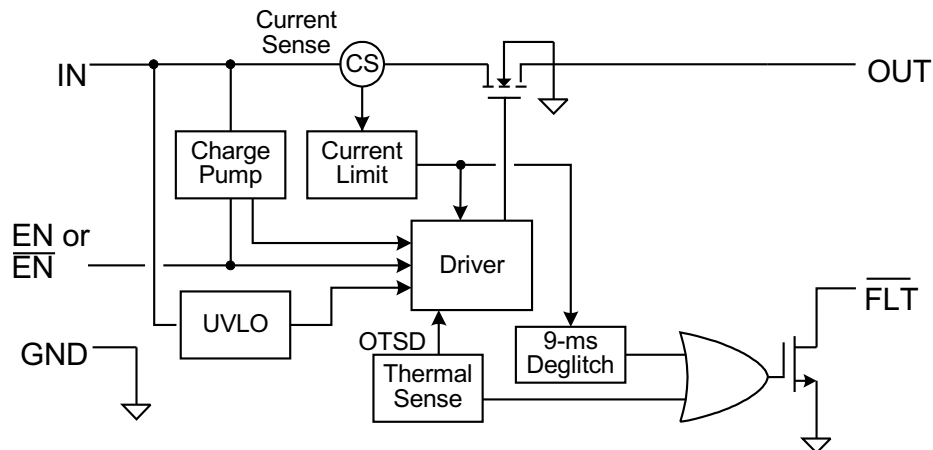 Current
Sense
IN
CS
OUT
Charge
Pump
Current
Limit
EN or
EN
Driver
FLT
UVLO
OTSD
9-ms
Deglitch
GND
Thermal
Sense